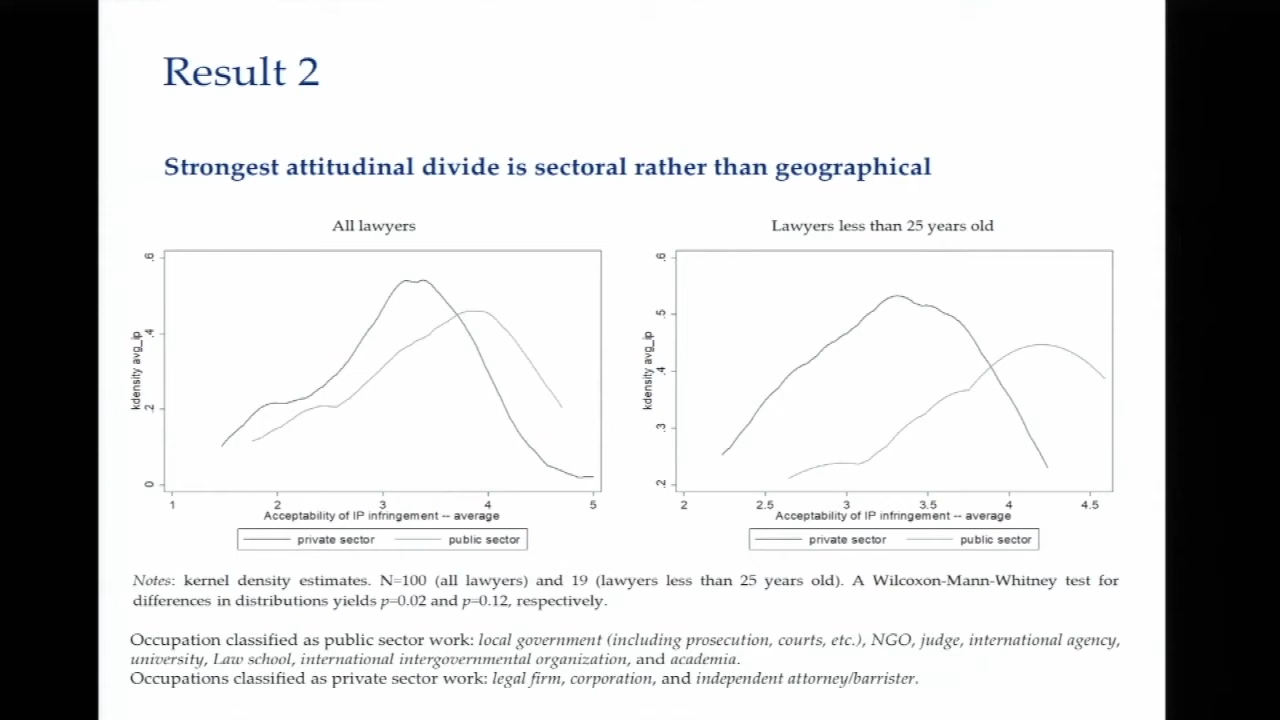 Result 2
Strongest attitudinal divide is sectoral rather than geographical
All lawyers
kdensity avg_ip
.6
.4
.2
0
1 2 3 4 5
Acceptability of IP infringement -- average
private sector public sector
Lawyers less than 25 years old
kdensity avg_ip
.6
.5
.4
.3
.2
2 2.5 3 3.5 4 4.5
Acceptability of IP infringement -- average
private sector public sector
Notes: kernel density estimates. N=100 (all lawyers) and 19 (lawyers less than 25 years old). A Wilcoxon-Mann-Whitney test for
differences in distributions yields p=0.02 and p=0.12, respectively.
Occupation classified as public sector work: local government (including prosecution, courts, etc.), NGO, judge, international agency,
university, Law school, international intergovernmental organization, and academia.
Occupations classified as private sector work: legal firm, corporation, and independent attorney/barrister.